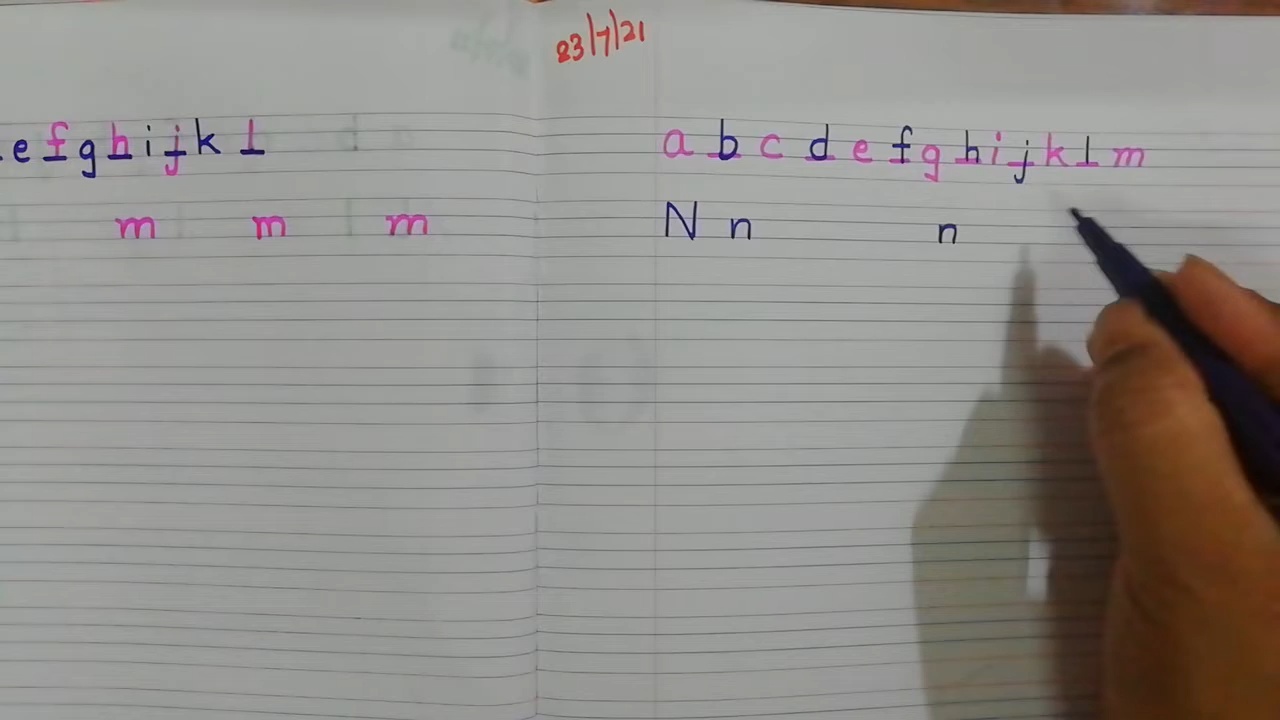 23/7/21
e f g h i j k l
m m m
a b c d e f g h i j k l m
N n n